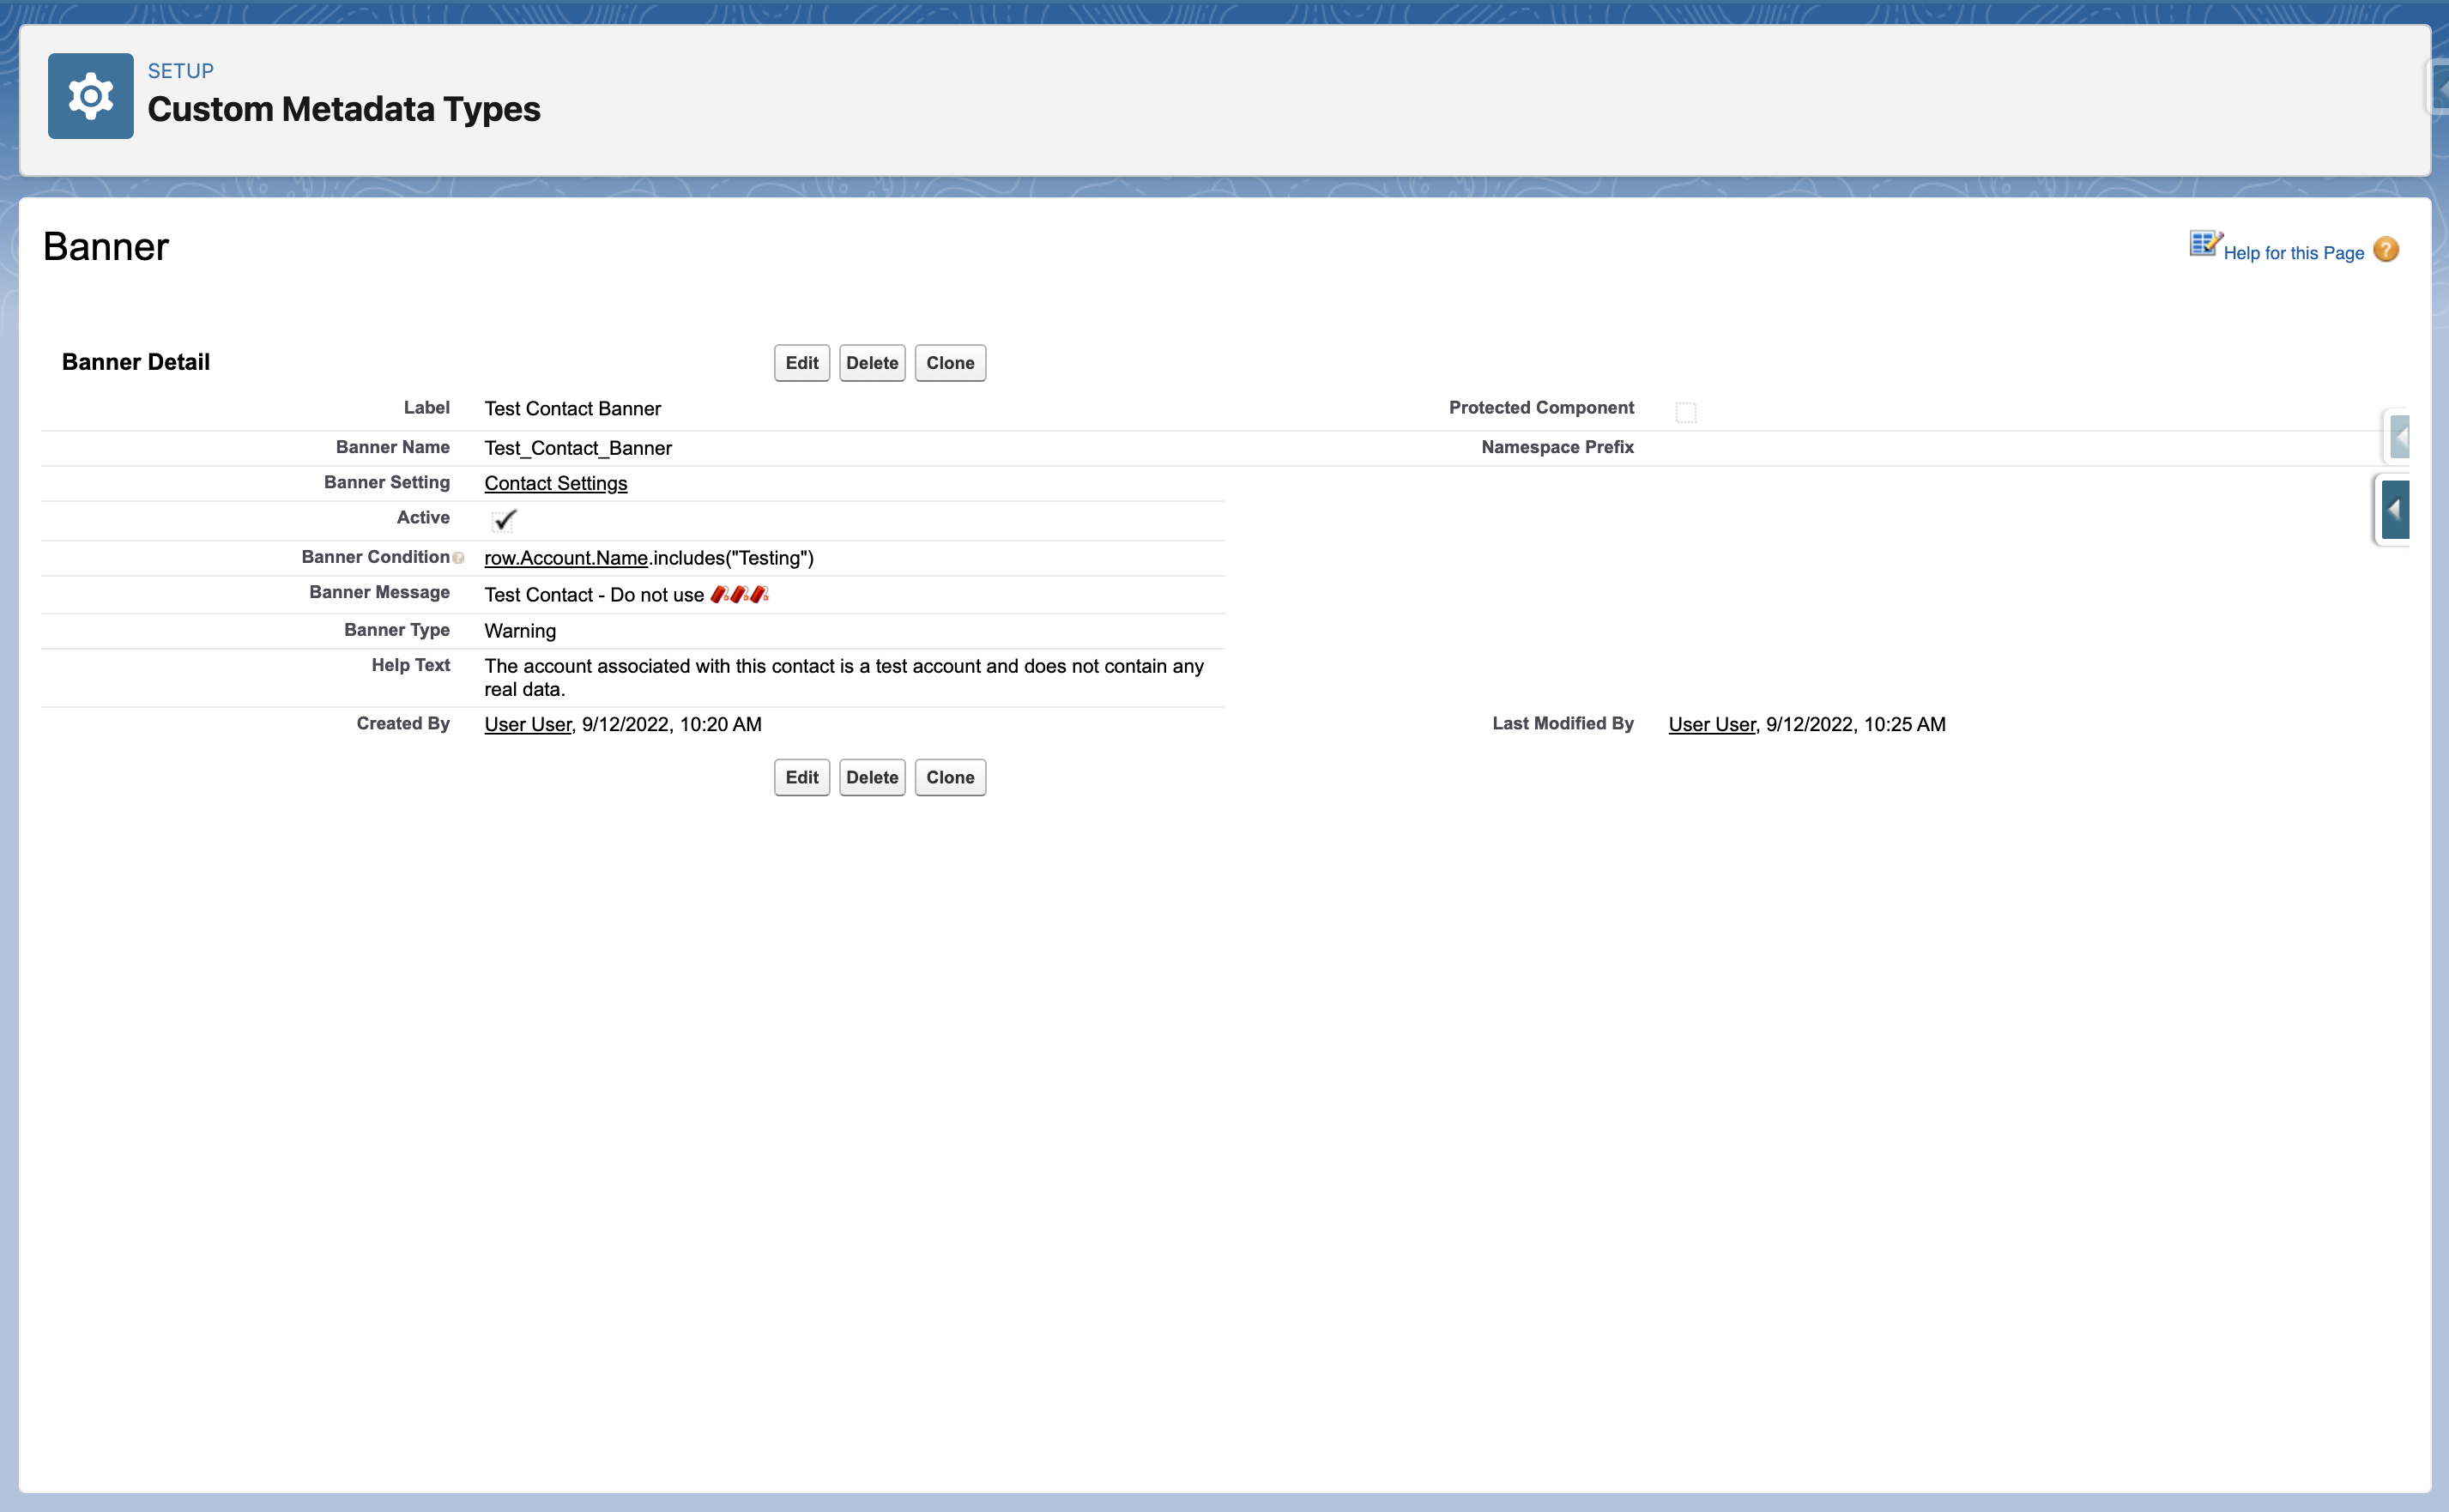 SETUP
Custom Metadata Types
Banner
Help for this Page
Banner Detail
Edit Delete Clone
Label Test Contact Banner Protected Component
Banner Name Test_Contact_Banner Namespace Prefix
Banner Setting Contact Settings
Active
Banner Condition row.Account.Name.includes("Testing")
Banner Message Test Contact - Do not use 🧨🧨🧨
Banner Type Warning
Help Text The account associated with this contact is a test account and does not contain any
real data.
Created By User User, 9/12/2022, 10:20 AM Last Modified By User User, 9/12/2022, 10:25 AM
Edit Delete Clone